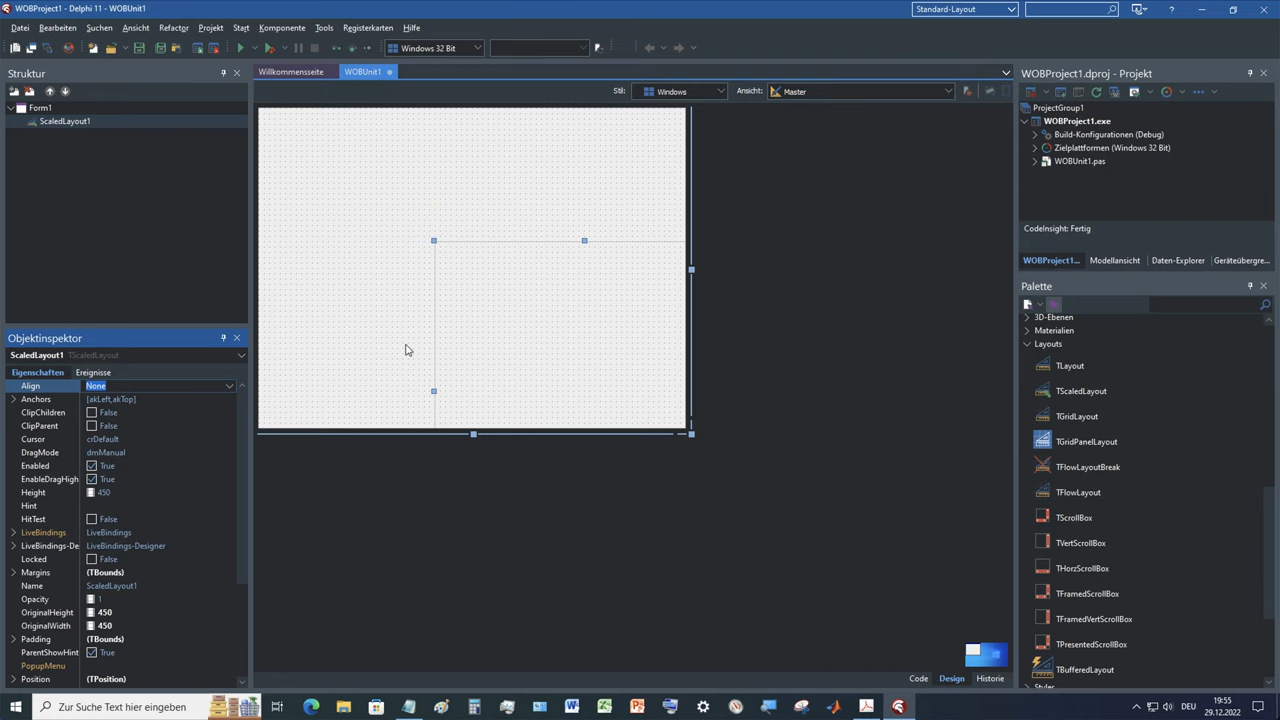 WOBProject1 - Delphi 11 - WOBUnit1
Standard-Layout
Datei Bearbeiten Suchen Ansicht Refactor Projekt Start Komponente Tools Registerkarten Hilfe
Windows 32 Bit
Struktur
Form1
ScaledLayout1
Willkommensseite
WOBUnit1
Stil:
Windows
Ansicht:
Master
WOBProject1.dproj - Projekt
ProjectGroup1
WOBProject1.exe
Build-Konfigurationen (Debug)
Zielplattformen (Windows 32 Bit)
WOBUnit1.pas
CodeInsight: Fertig
WOBProject1...
Modellansicht
Daten-Explorer
Geräteübergre...
Objektinspektor
ScaledLayout1 TScaledLayout
Eigenschaften Ereignisse
Align None
Anchors [akLeft,akTop]
ClipChildren False
ClipParent False
Cursor crDefault
DragMode dmManual
Enabled True
EnableDragHigh True
Height 450
Hint
HitTest False
LiveBindings LiveBindings
LiveBindings-De LiveBindings-Designer
Locked False
Margins (TBounds)
Name ScaledLayout1
Opacity 1
OriginalHeight 450
OriginalWidth 450
Padding (TBounds)
ParentShowHint True
PopupMenu
Position (TPosition)
Palette
3D-Ebenen
Materialien
Layouts
TLayout
TScaledLayout
TGridLayout
TGridPanelLayout
TFlowLayoutBreak
TFlowLayout
TScrollBox
TVertScrollBox
THorzScrollBox
TFramedScrollBox
TFramedVertScrollBox
TPresentedScrollBox
TBufferedLayout
Styles
Code
Design
Historie
Zur Suche Text hier eingeben
DEU
19:55
29.12.2022